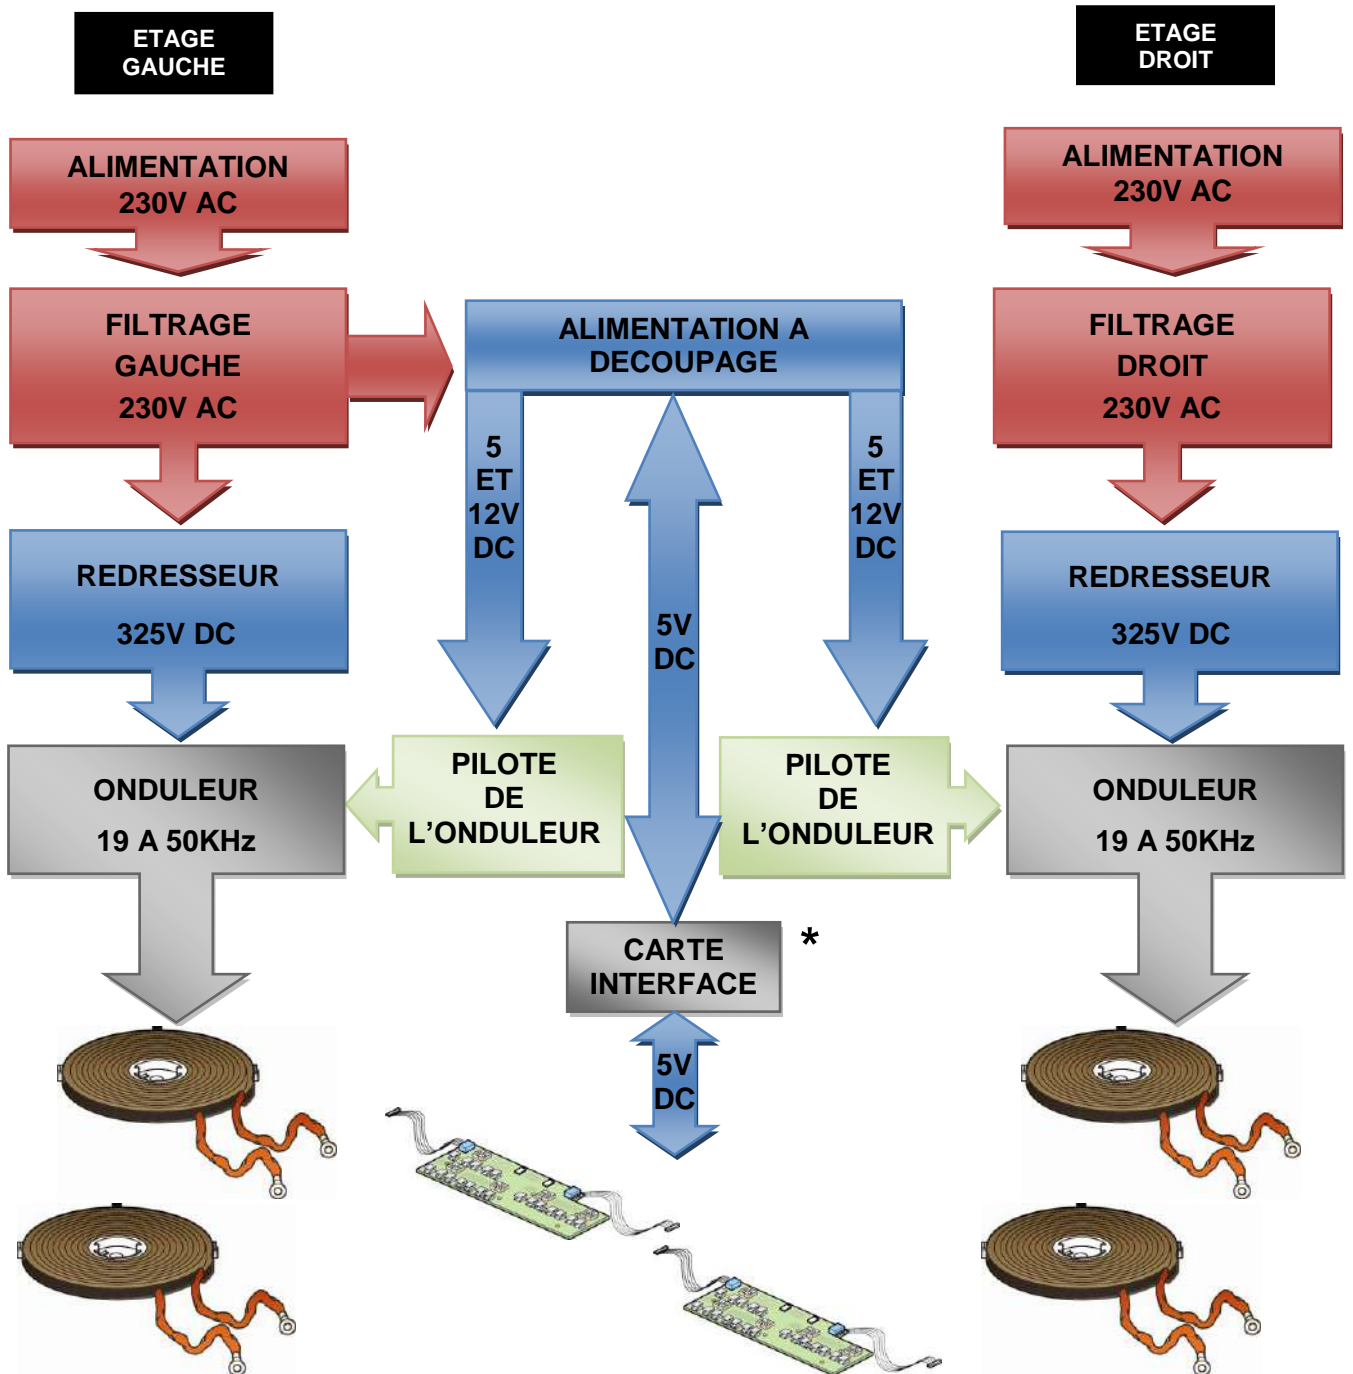 ETAGE
GAUCHE
ETAGE
DROIT
ALIMENTATION
230V AC
ALIMENTATION
230V AC
FILTRAGE
GAUCHE
230V AC
ALIMENTATION A
DECOUPAGE
FILTRAGE
DROIT
230V AC
5
ET
12V
DC
5
ET
12V
DC
REDRESSEUR
325V DC
5V
DC
REDRESSEUR
325V DC
ONDULEUR
19 A 50KHz
PILOTE
DE
L’ONDULEUR
PILOTE
DE
L’ONDULEUR
ONDULEUR
19 A 50KHz
CARTE
INTERFACE
*
5V
DC